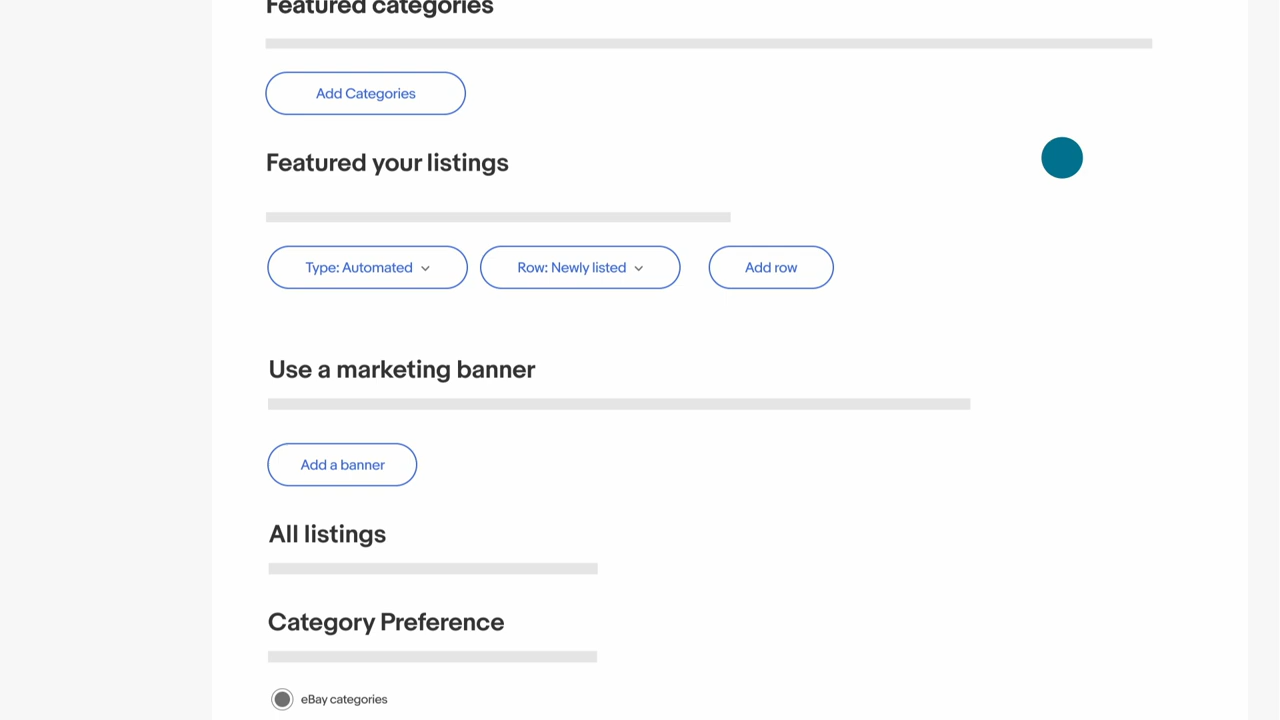 Featured categories
Add Categories
Featured your listings
Type: Automated
Row: Newly listed
Add row
Use a marketing banner
Add a banner
All listings
Category Preference
eBay categories